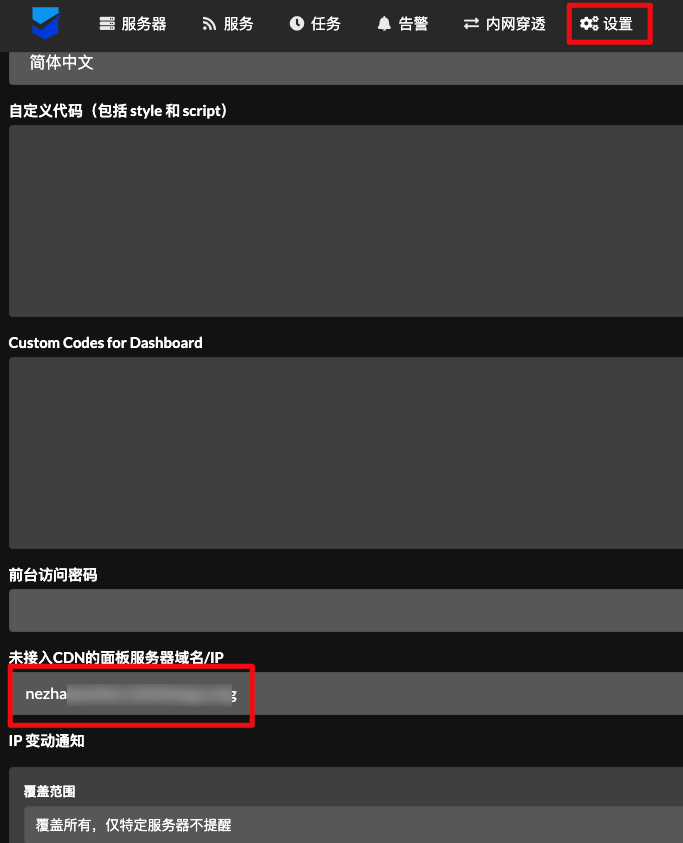 服务器 服务 任务 告警 内网穿透 设置
简体中文
自定义代码（包括 style 和 script）
Custom Codes for Dashboard
前台访问密码
未接入CDN的面板服务器域名/IP
nezha
IP 变动通知
覆盖范围
覆盖所有，仅特定服务器不提醒